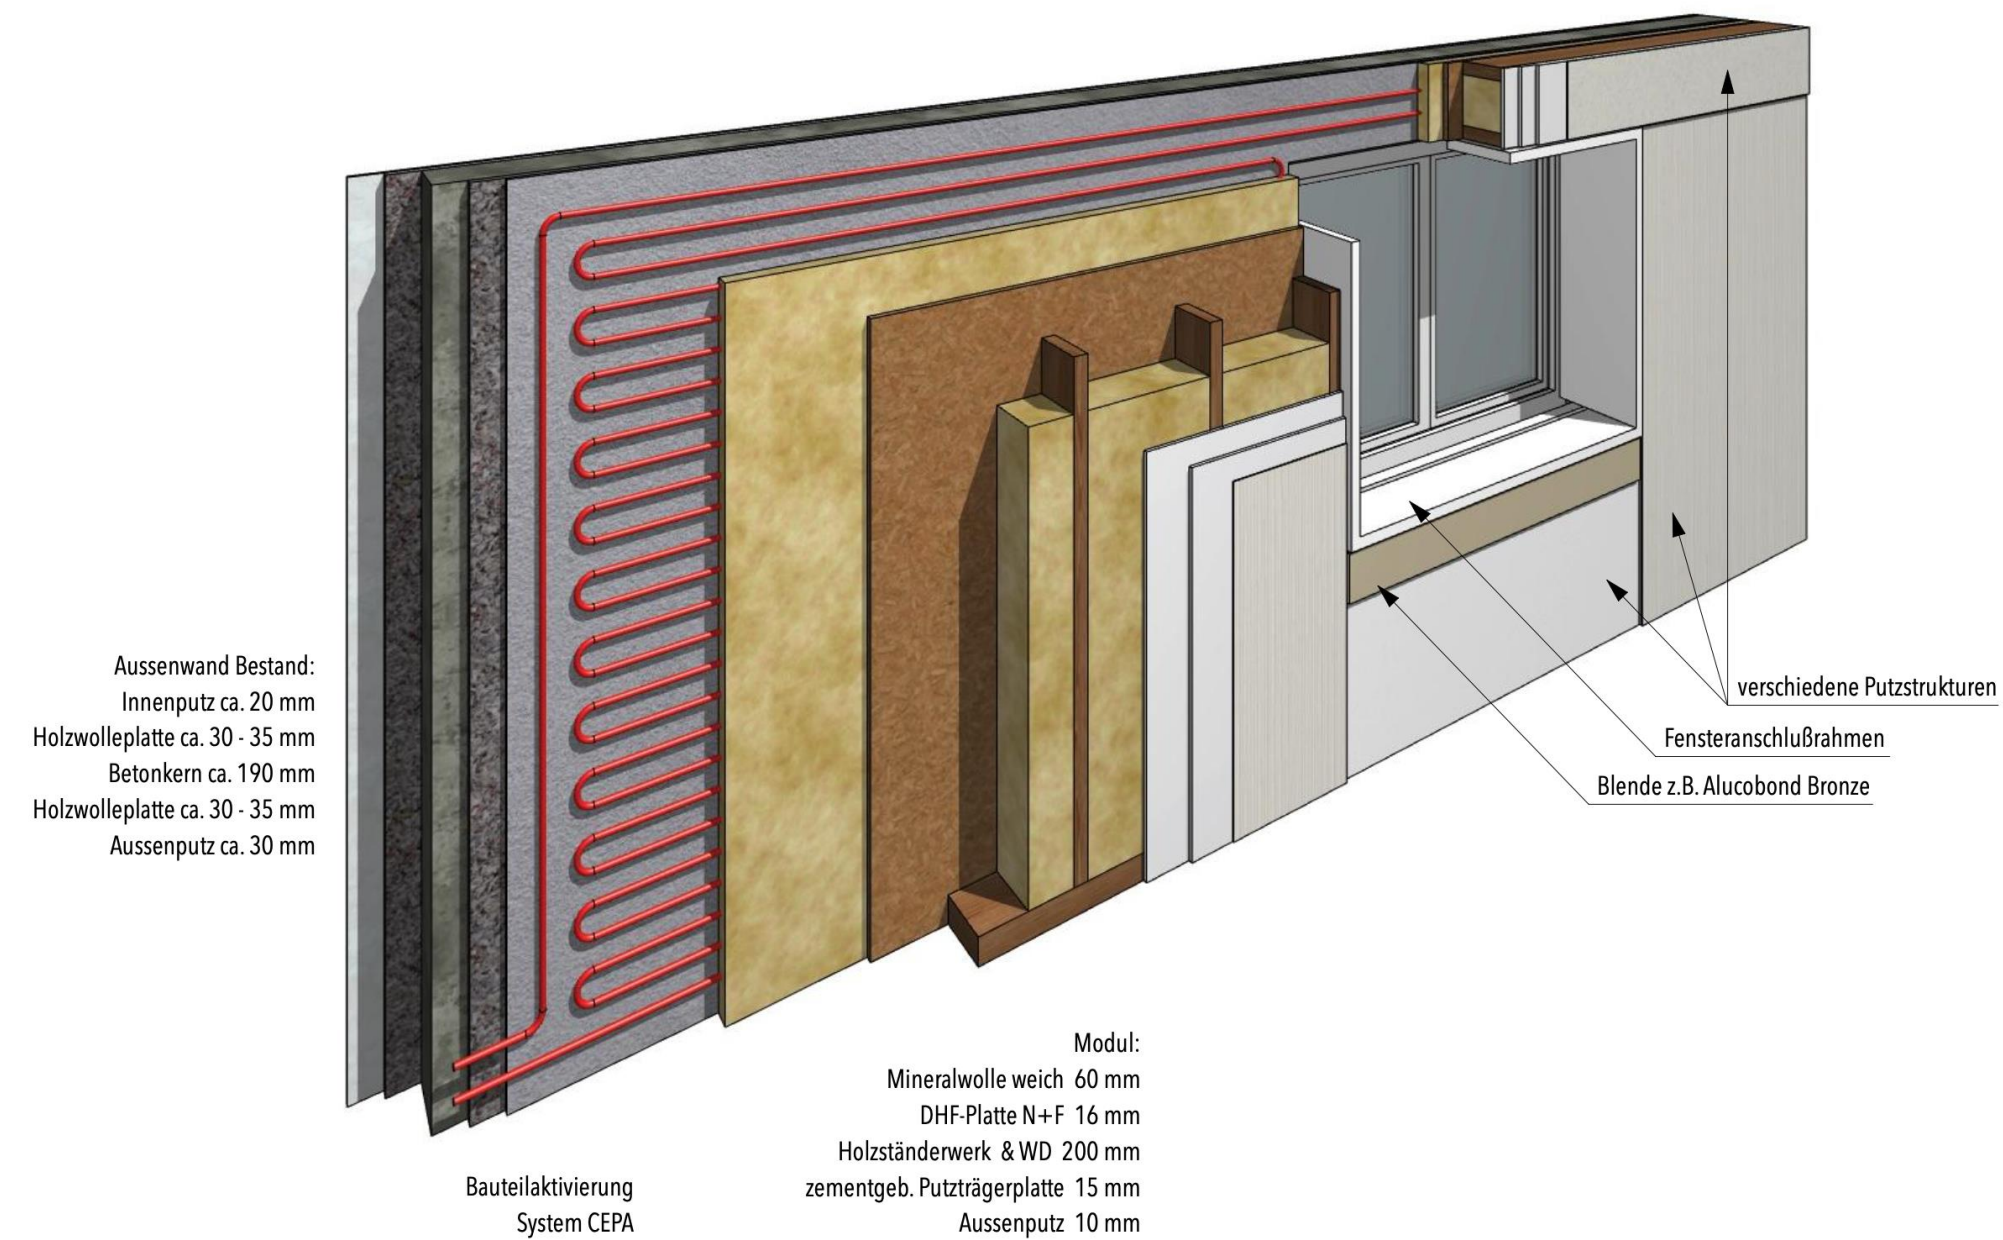 Aussenwand Bestand:
Innenputz ca. 20 mm
Holzwolleplatte ca. 30 - 35 mm
Betonkern ca. 190 mm
Holzwolleplatte ca. 30 - 35 mm
Aussenputz ca. 30 mm
Bauteilaktivierung
System CEPA
Modul:
Mineralwolle weich 60 mm
DHF-Platte N+F 16 mm
Holzständerwerk & WD 200 mm
zementgeb. Putzträgerplatte 15 mm
Aussenputz 10 mm
verschiedene Putzstrukturen
Fensteranschlußrahmen
Blende z.B. Alucobond Bronze